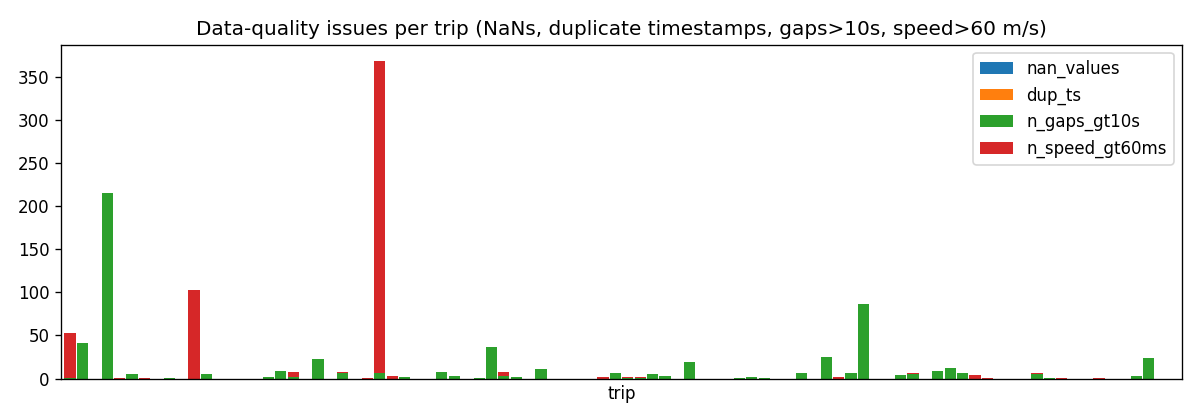 Data-quality issues per trip (NaNs, duplicate timestamps, gaps>10s, speed>60 m/s)
350
300
250
200
150
100
50
0
nan_values
dup_ts
n_gaps_gt10s
n_speed_gt60ms
trip